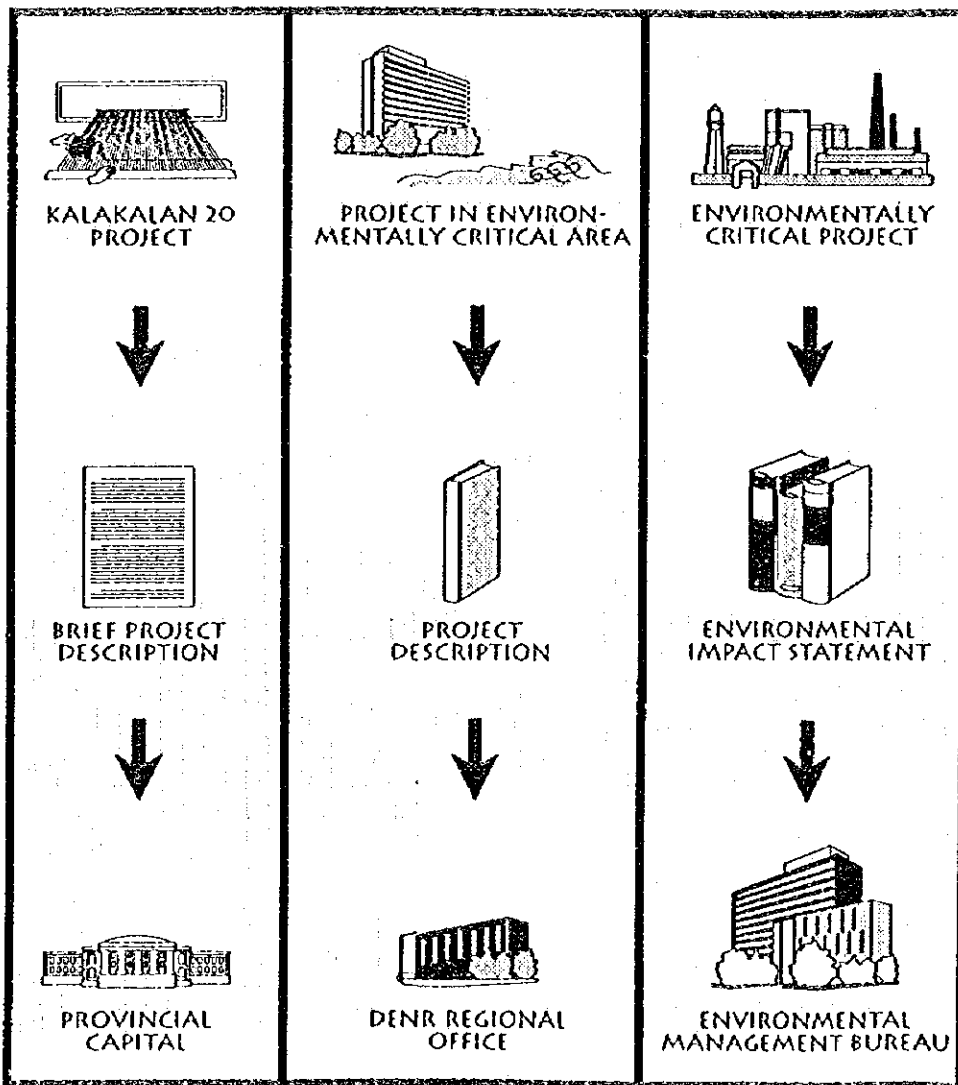 KALAKALAN 20
PROJECT
BRIEF PROJECT
DESCRIPTION
PROVINCIAL
CAPITAL
PROJECT IN ENVIRON-
MENTALLY CRITICAL AREA
PROJECT
DESCRIPTION
DENR REGIONAL
OFFICE
ENVIRONMENTALLY
CRITICAL PROJECT
ENVIRONMENTAL
IMPACT STATEMENT
ENVIRONMENTAL
MANAGEMENT BUREAU